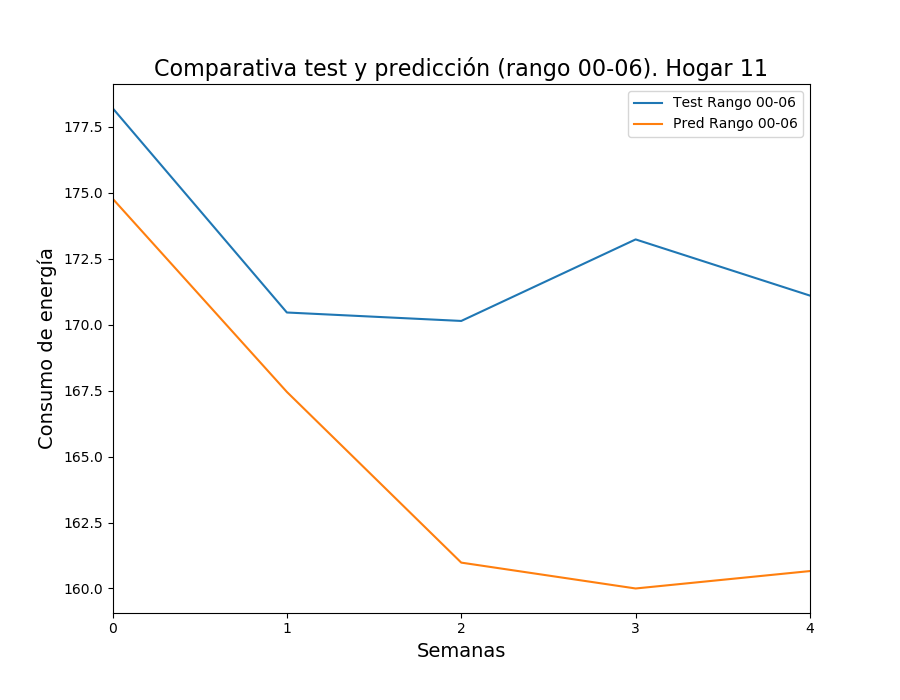 Comparativa test y predicción (rango 00-06). Hogar 11
Test Rango 00-06
Pred Rango 00-06
Consumo de energía
177.5
175.0
172.5
170.0
167.5
165.0
162.5
160.0
0 1 2 3 4
Semanas